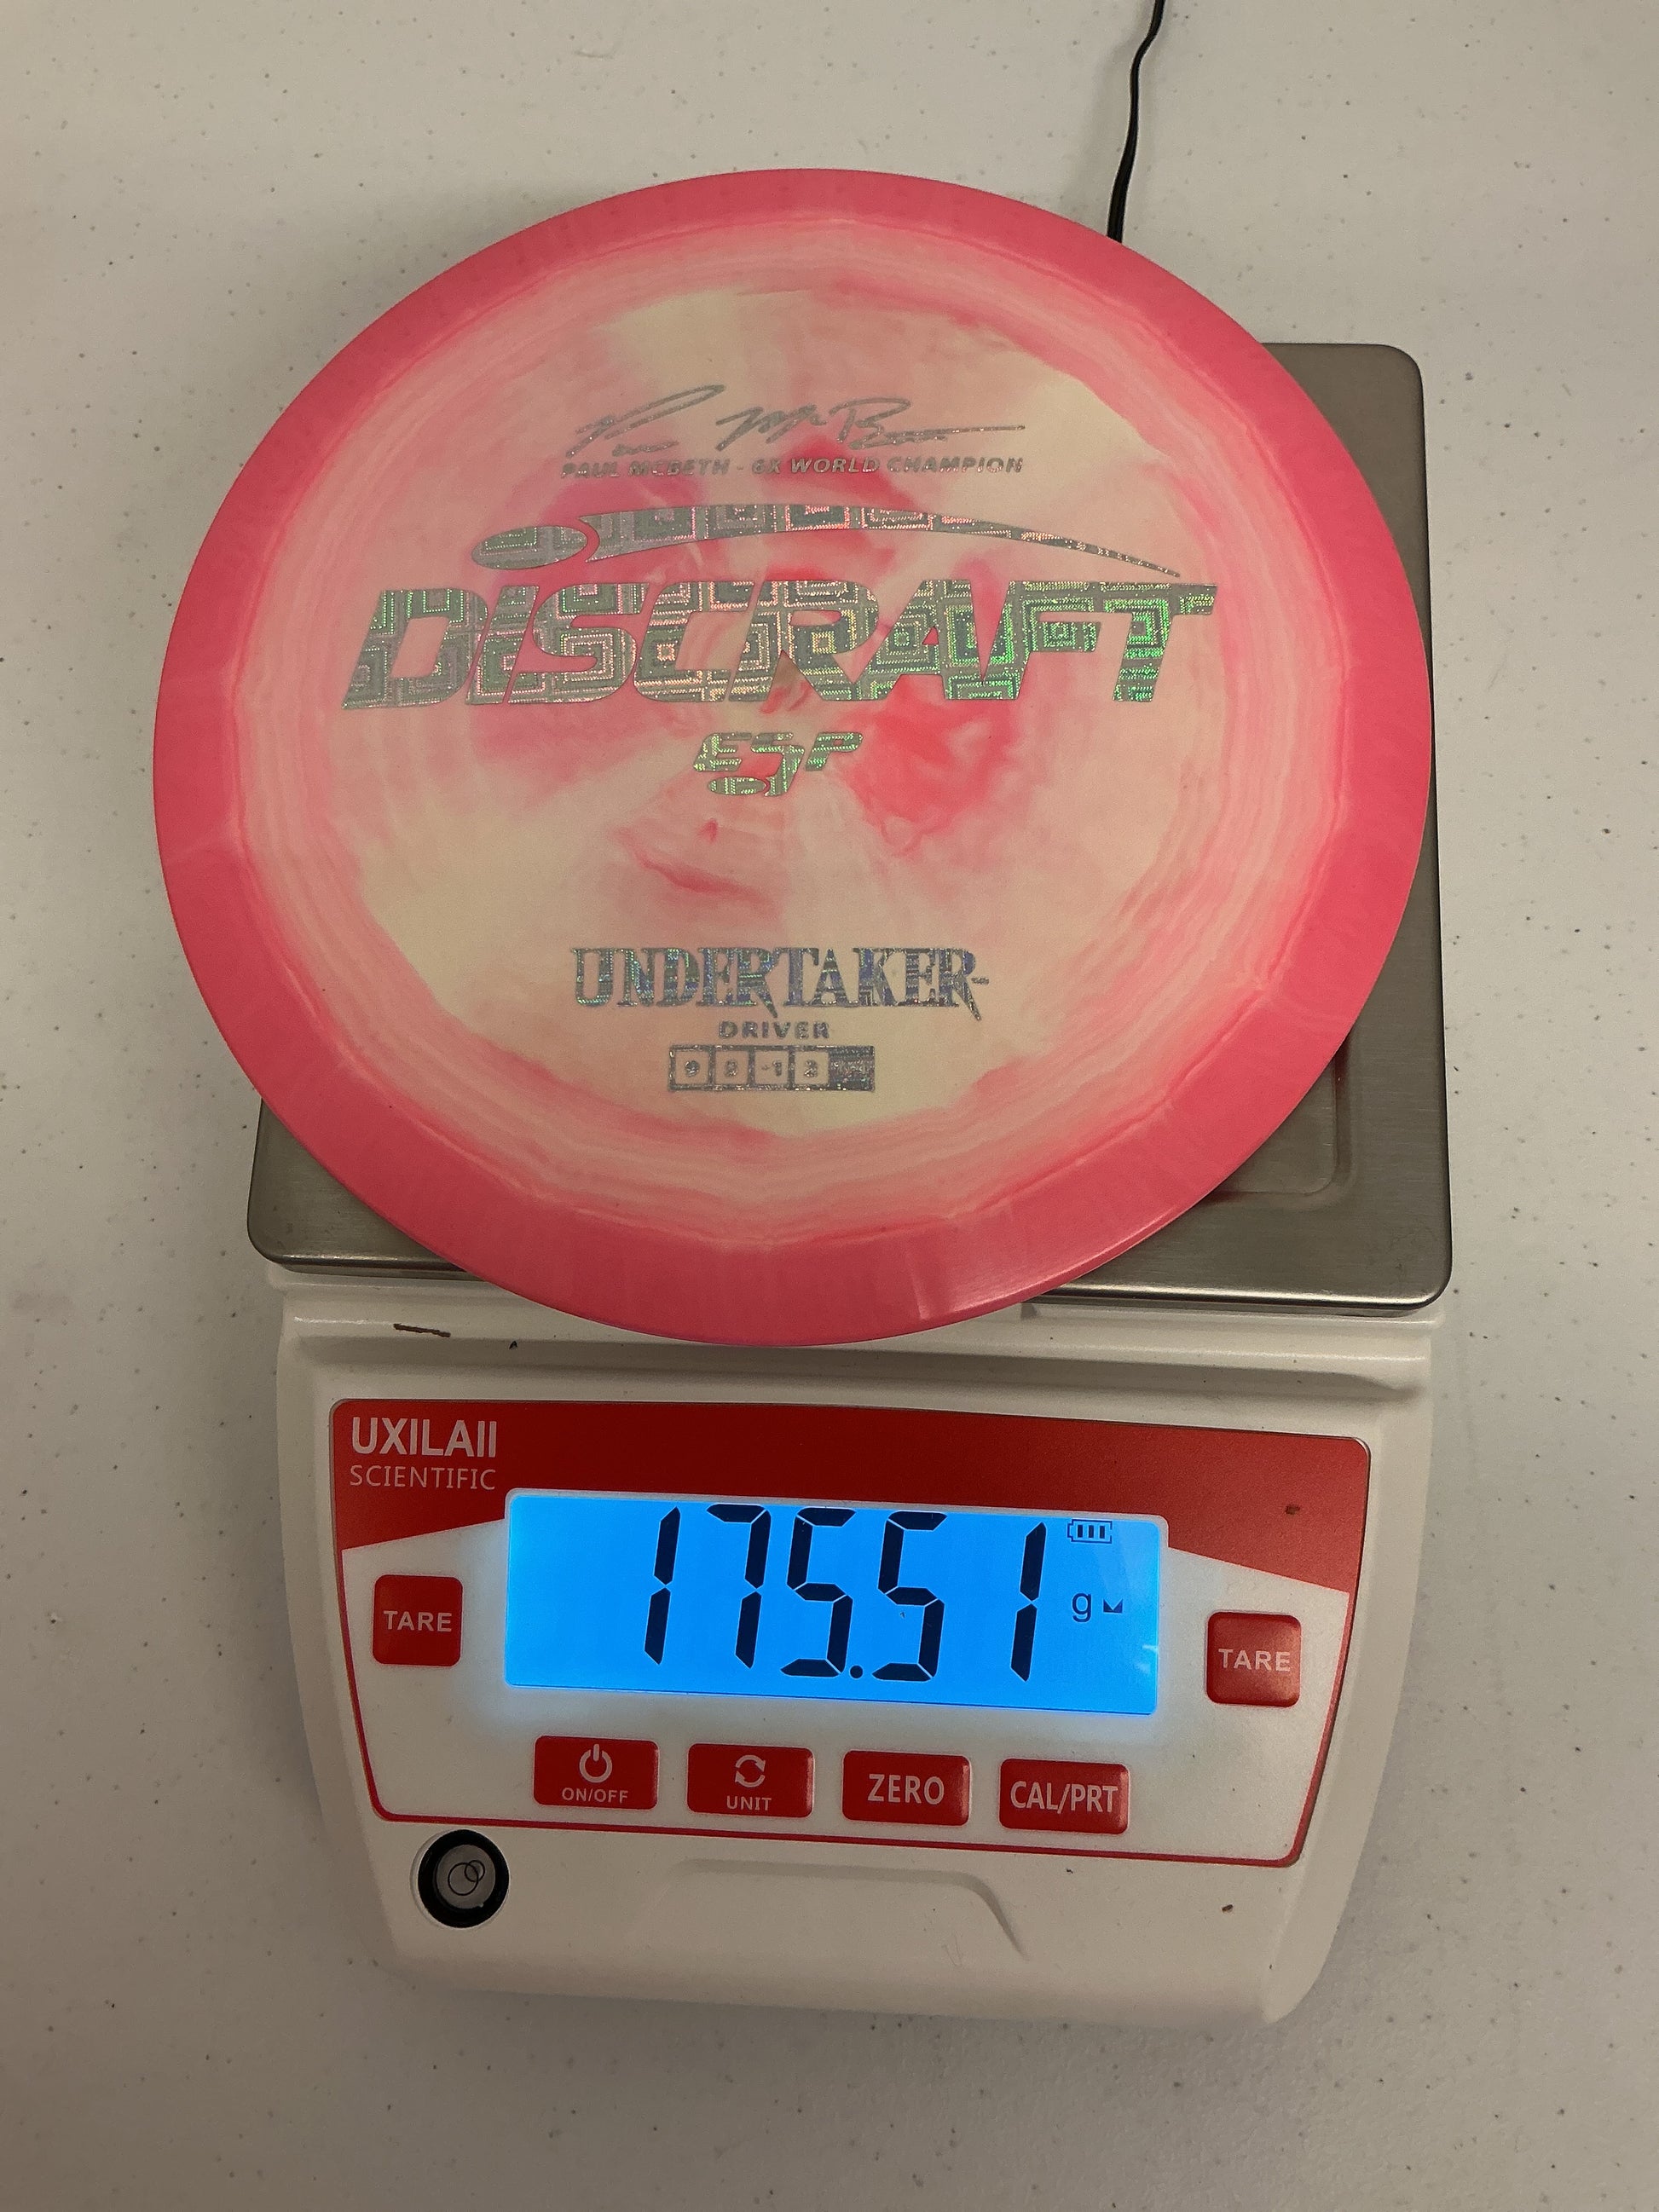 PAUL MCBETH - 6X WORLD CHAMPION
DISCRAFT
ESP
UNDERTAKER
DRIVER
UXILAII
SCIENTIFIC
175.51 g
TARE
TARE
ON/OFF
UNIT
ZERO
CAL/PRT